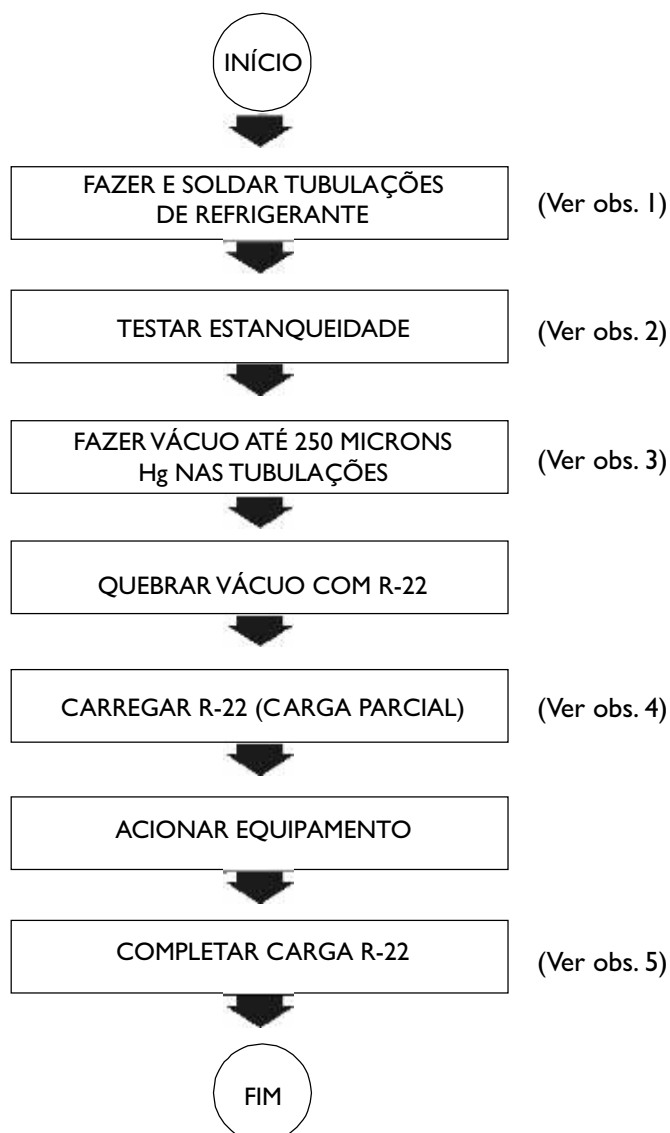 INÍCIO
FAZER E SOLDAR TUBULAÇÕES
DE REFRIGERANTE
(Ver obs. 1)
TESTAR ESTANQUEIDADE
(Ver obs. 2)
FAZER VÁCUO ATÉ 250 MICRONS
Hg NAS TUBULAÇÕES
(Ver obs. 3)
QUEBRAR VÁCUO COM R-22
CARREGAR R-22 (CARGA PARCIAL)
(Ver obs. 4)
ACIONAR EQUIPAMENTO
COMPLETAR CARGA R-22
(Ver obs. 5)
FIM